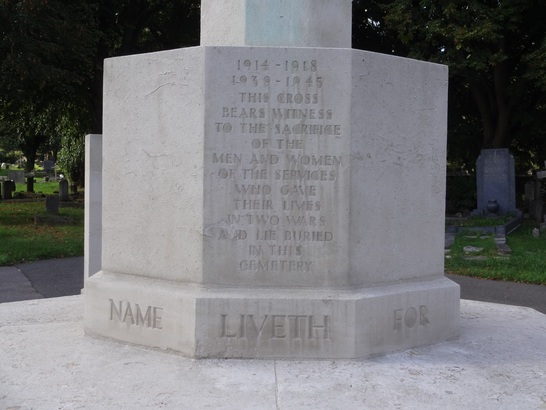 1914-1918
1939-1945
THIS CROSS
BEARS WITNESS
TO THE SACRIFICE
OF THE
MEN AND WOMEN
OF THE SERVICES
WHO GAVE
THEIR LIVES
IN TWO WARS
AND LIE BURIED
IN THIS
CEMETERY
NAME LIVETH FOR